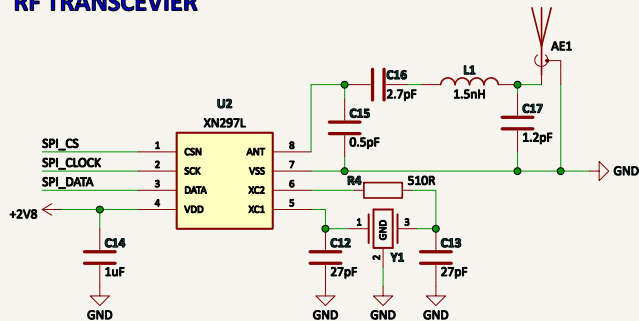 RF TRANSCEVIER
AE1
C16
2.7pF
L1
1.5nH
U2
XN297L
C15
0.5pF
C17
1.2pF
SPI_CS 1 CSN ANT 8
SPI_CLOCK 2 SCK VSS 7 GND
SPI_DATA 3 DATA XC2 6 R4 510R
+2V8 4 VDD XC1 5
1 GND 3
2 Y1
C14
1uF
C12
27pF
C13
27pF
GND GND GND GND